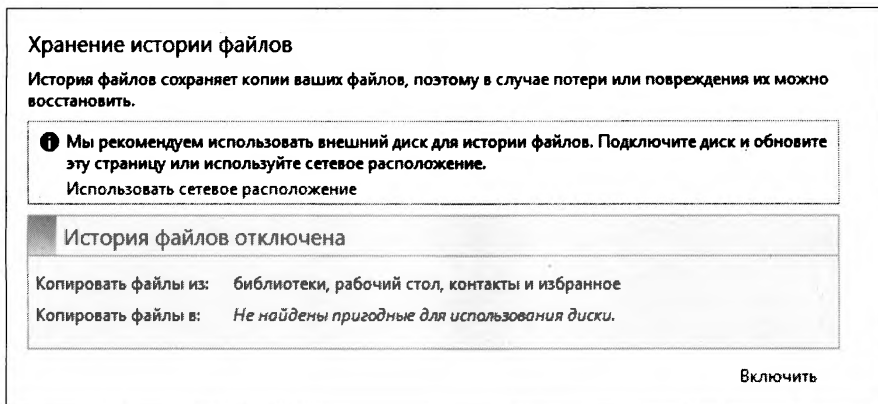 Хранение истории файлов
История файлов сохраняет копии ваших файлов, поэтому в случае потери или повреждения их можно
восстановить.
Мы рекомендуем использовать внешний диск для истории файлов. Подключите диск и обновите
эту страницу или используйте сетевое расположение.
Использовать сетевое расположение
История файлов отключена
Копировать файлы из: библиотеки, рабочий стол, контакты и избранное
Копировать файлы в: Не найдены пригодные для использования диски.
Включить